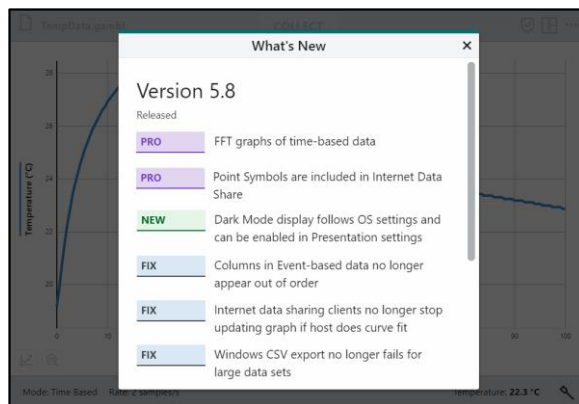 TempData.gambl
COLLECT
What's New
×
Version 5.8
Released
PRO FFT graphs of time-based data
PRO Point Symbols are included in Internet Data
Share
NEW Dark Mode display follows OS settings and
can be enabled in Presentation settings
FIX Columns in Event-based data no longer
appear out of order
FIX Internet data sharing clients no longer stop
updating graph if host does curve fit
FIX Windows CSV export no longer fails for
large data sets
Temperature (°C)
28
26
24
22
20
0 10 90 100
Mode: Time Based Rate: 2 samples/s
Temperature: 22.3 °C